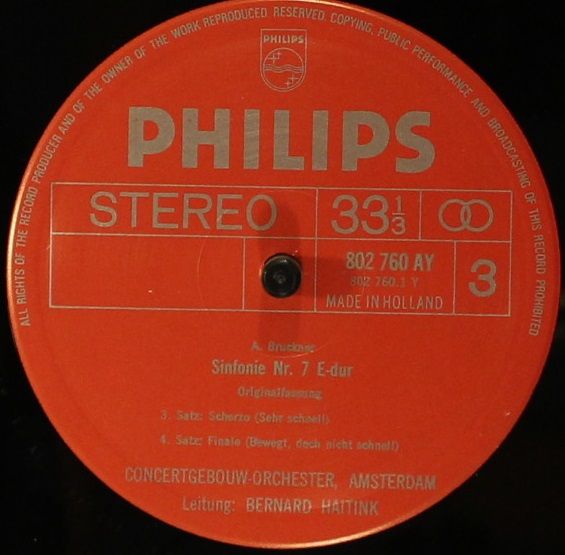 ALL RIGHTS OF THE RECORD PRODUCER AND OF THE OWNER OF THE WORK REPRODUCED RESERVED. COPYING, PUBLIC PERFORMANCE AND BROADCASTING OF THIS RECORD PROHIBITED
PHILIPS
PHILIPS
STEREO 33 1/3
802 760 AY
802 760.1 Y
MADE IN HOLLAND
3
A. Bruckner
Sinfonie Nr. 7 E-dur
Originalfassung
3. Satz: Scherzo (Sehr schnell)
4. Satz: Finale (Bewegt, doch nicht schnell)
CONCERTGEBOUW-ORCHESTER, AMSTERDAM
Leitung: BERNARD HAITINK